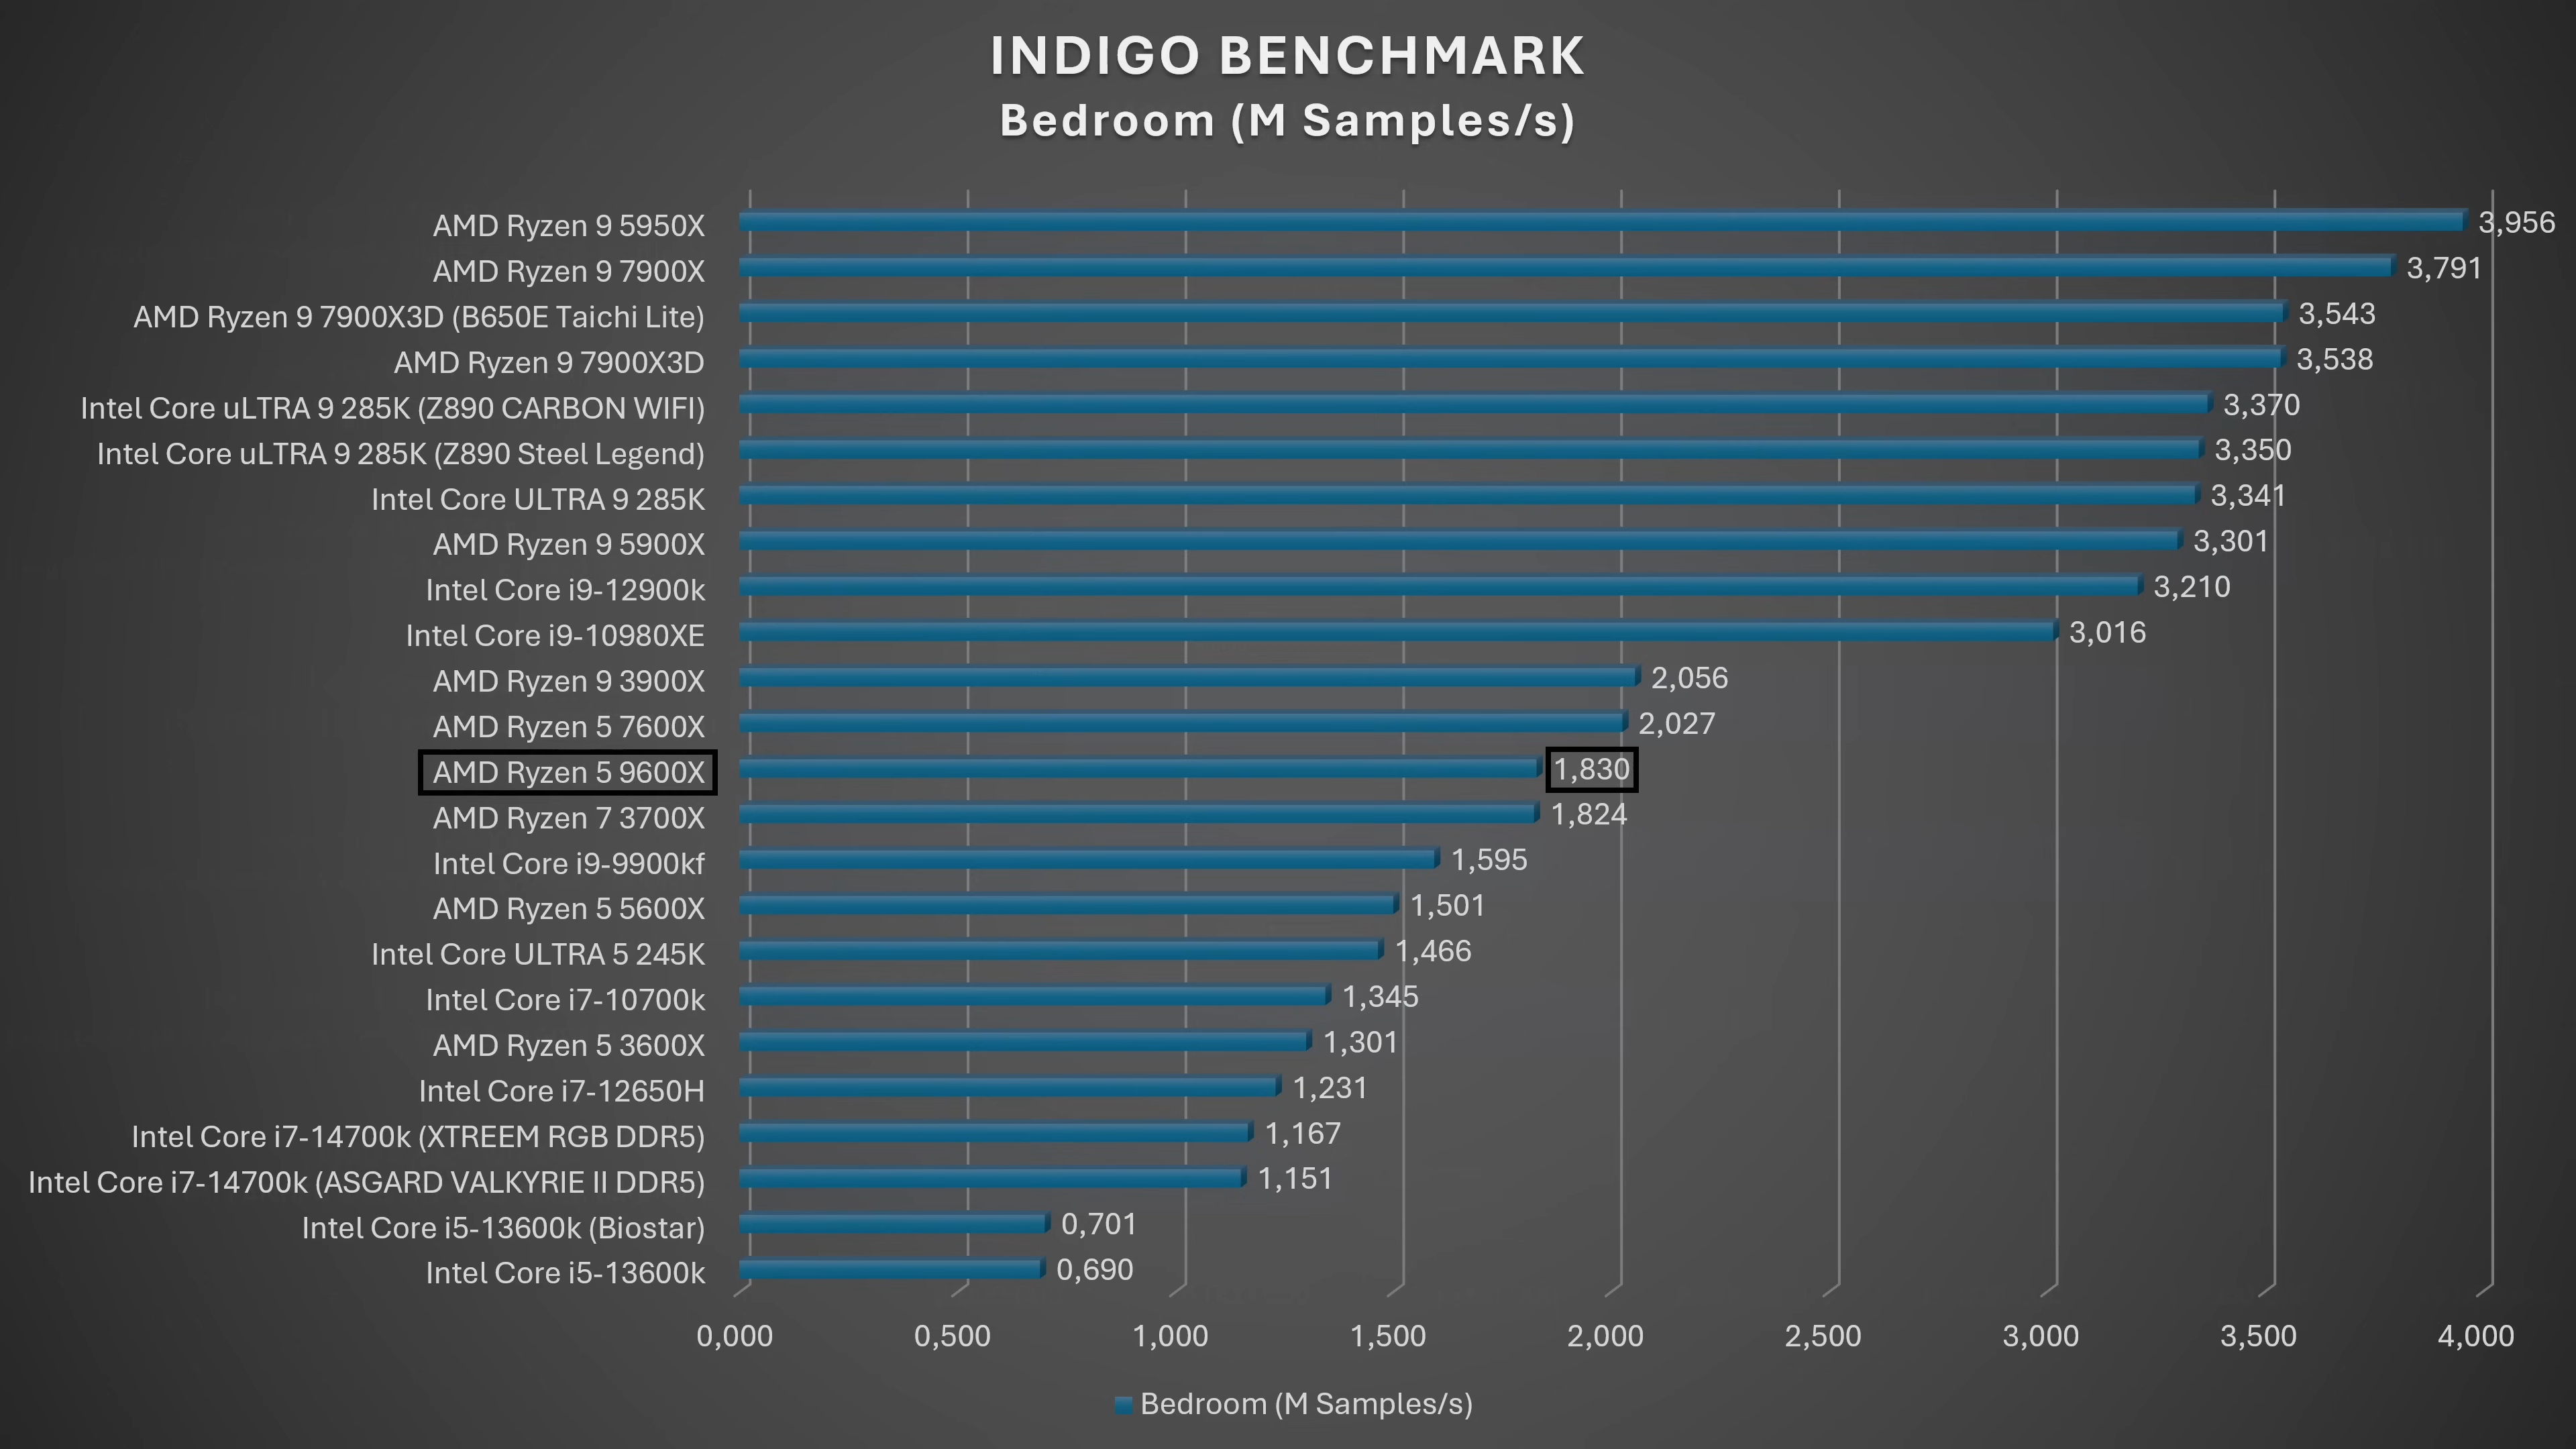 INDIGO BENCHMARK
Bedroom (M Samples/s)
AMD Ryzen 9 5950X 3,956
AMD Ryzen 9 7900X 3,791
AMD Ryzen 9 7900X3D (B650E Taichi Lite) 3,543
AMD Ryzen 9 7900X3D 3,538
Intel Core uLTRA 9 285K (Z890 CARBON WIFI) 3,370
Intel Core uLTRA 9 285K (Z890 Steel Legend) 3,350
Intel Core ULTRA 9 285K 3,341
AMD Ryzen 9 5900X 3,301
Intel Core i9-12900k 3,210
Intel Core i9-10980XE 3,016
AMD Ryzen 9 3900X 2,056
AMD Ryzen 5 7600X 2,027
AMD Ryzen 5 9600X 1,830
AMD Ryzen 7 3700X 1,824
Intel Core i9-9900kf 1,595
AMD Ryzen 5 5600X 1,501
Intel Core ULTRA 5 245K 1,466
Intel Core i7-10700k 1,345
AMD Ryzen 5 3600X 1,301
Intel Core i7-12650H 1,231
Intel Core i7-14700k (XTREEM RGB DDR5) 1,167
Intel Core i7-14700k (ASGARD VALKYRIE II DDR5) 1,151
Intel Core i5-13600k (Biostar) 0,701
Intel Core i5-13600k 0,690
0,000 0,500 1,000 1,500 2,000 2,500 3,000 3,500 4,000
Bedroom (M Samples/s)